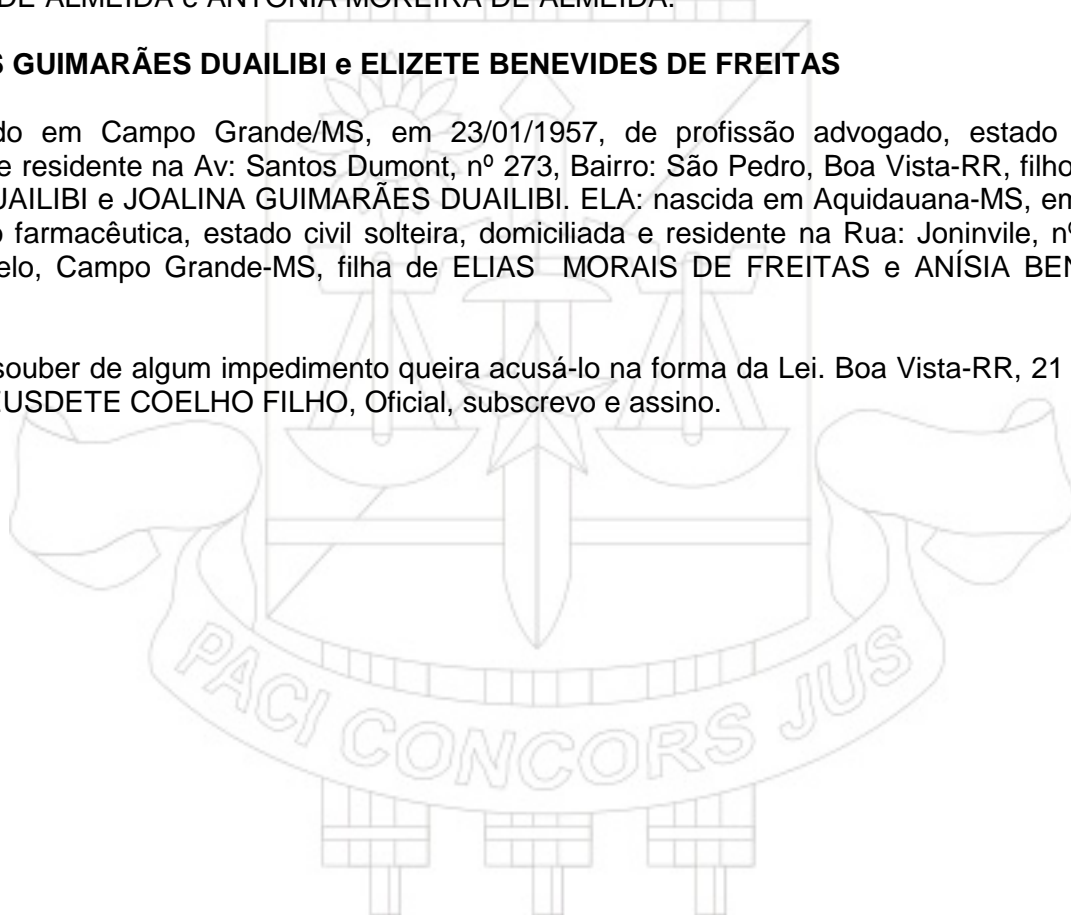 DE ALMEIDA e ANTONIA MOREIRA DE ALMEIDA.
S GUIMARÃES DUAILIBI e ELIZETE BENEVIDES DE FREITAS
do em Campo Grande/MS, em 23/01/1957, de profissão advogado, estado
e residente na Av: Santos Dumont, nº 273, Bairro: São Pedro, Boa Vista-RR, filho
UAILIBI e JOALINA GUIMARÃES DUAILIBI. ELA: nascida em Aquidauana-MS, em
o farmacêutica, estado civil solteira, domiciliada e residente na Rua: Joninvile, nº
elo, Campo Grande-MS, filha de ELIAS MORAIS DE FREITAS e ANÍSIA BEN
souber de algum impedimento queira acusá-lo na forma da Lei. Boa Vista-RR, 21
EUSDETE COELHO FILHO, Oficial, subscrevo e assino.
PACI CONCORS JUS